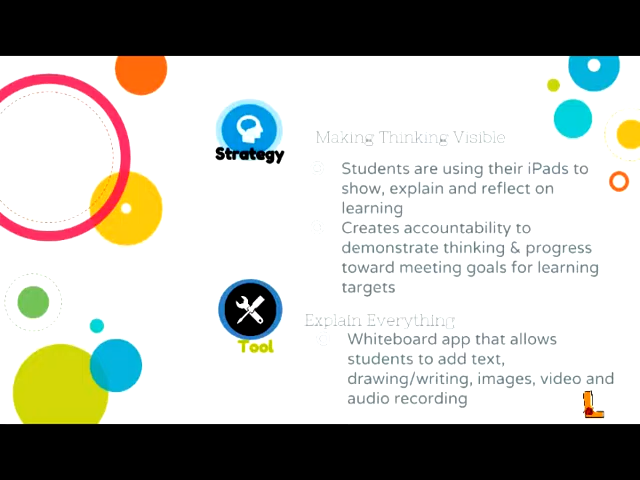 Making Thinking Visible
Strategy
Students are using their iPads to
show, explain and reflect on
learning
Creates accountability to
demonstrate thinking & progress
toward meeting goals for learning
targets
Explain Everything
Tool
Whiteboard app that allows
students to add text,
drawing/writing, images, video and
audio recording